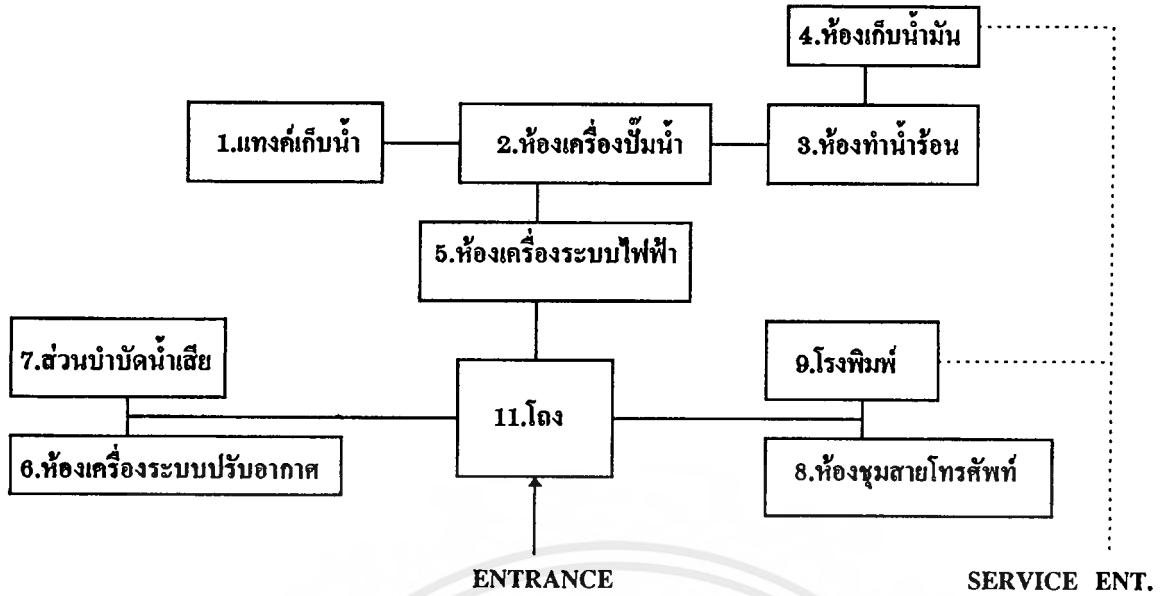 4.ห้องเก็บน้ำมัน
1.แทงค์เก็บน้ำ
2.ห้องเครื่องปั๊มน้ำ
3.ห้องทำน้ำร้อน
5.ห้องเครื่องระบบไฟฟ้า
7.ส่วนบำบัดน้ำเสีย
9.โรงพิมพ์
11.โถง
6.ห้องเครื่องระบบปรับอากาศ
8.ห้องชุมสายโทรศัพท์
ENTRANCE
SERVICE ENT.